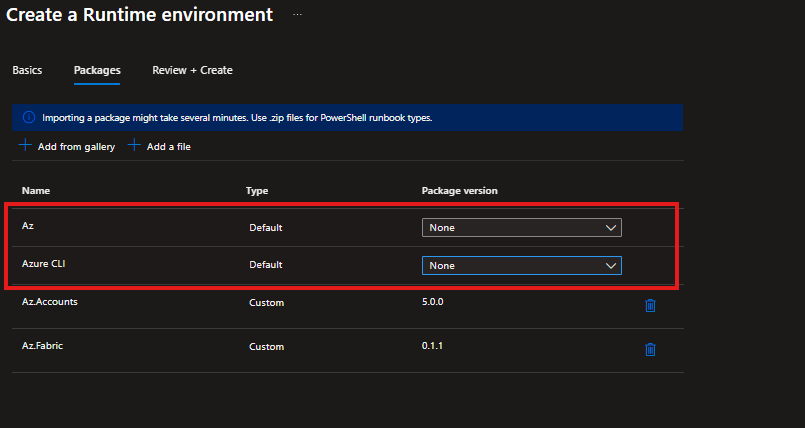 Create a Runtime environment ...
Basics Packages Review + Create
Importing a package might take several minutes. Use .zip files for PowerShell runbook types.
Add from gallery Add a file
Name Type Package version
Az Default None
Azure CLI Default None
Az.Accounts Custom 5.0.0
Az.Fabric Custom 0.1.1